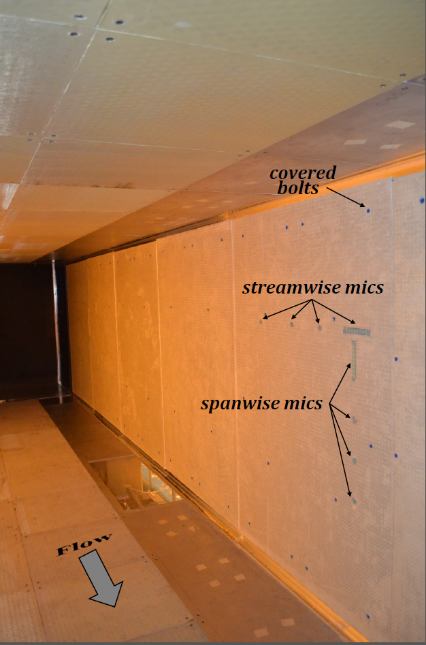 covered
bolts
streamwise mics
spanwise mics
Flow